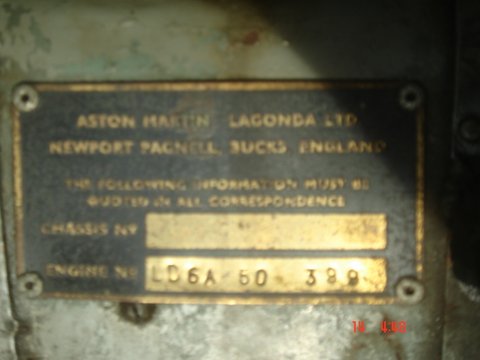 ASTON MARTIN LAGONDA LTD
NEWPORT PAGNELL, BUCKS, ENGLAND
THE FOLLOWING INFORMATION MUST BE
QUOTED IN ALL CORRESPONDENCE
CHASSIS No
ENGINE No LD6A 60 399